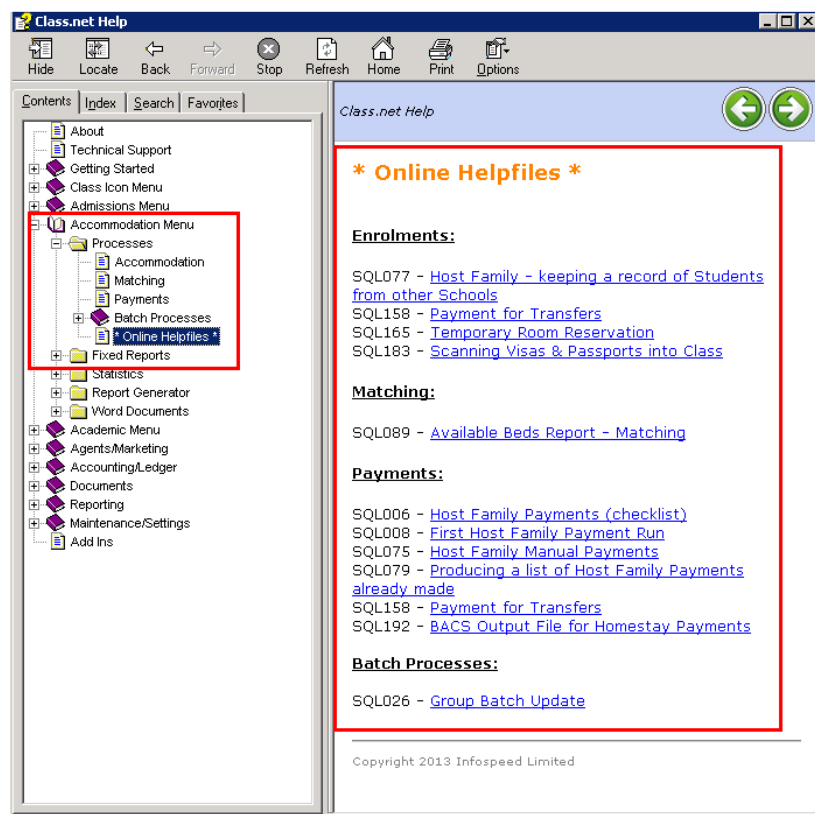 Class.net Help
Hide Locate Back Forward Stop Refresh Home Print Options
Contents Index Search Favorites
About
Technical Support
Getting Started
Class Icon Menu
Admissions Menu
Accommodation Menu
Processes
Accommodation
Matching
Payments
Batch Processes
* Online Helpfiles *
Fixed Reports
Statistics
Report Generator
Word Documents
Academic Menu
Agents/Marketing
Accounting/Ledger
Documents
Reporting
Maintenance/Settings
Add Ins
Class.net Help
* Online Helpfiles *
Enrolments:
SQL077 - Host Family - keeping a record of Students
from other Schools
SQL158 - Payment for Transfers
SQL165 - Temporary Room Reservation
SQL183 - Scanning Visas & Passports into Class
Matching:
SQL089 - Available Beds Report - Matching
Payments:
SQL006 - Host Family Payments (checklist)
SQL008 - First Host Family Payment Run
SQL075 - Host Family Manual Payments
SQL079 - Producing a list of Host Family Payments
already made
SQL158 - Payment for Transfers
SQL192 - BACS Output File for Homestay Payments
Batch Processes:
SQL026 - Group Batch Update
Copyright 2013 Infospeed Limited